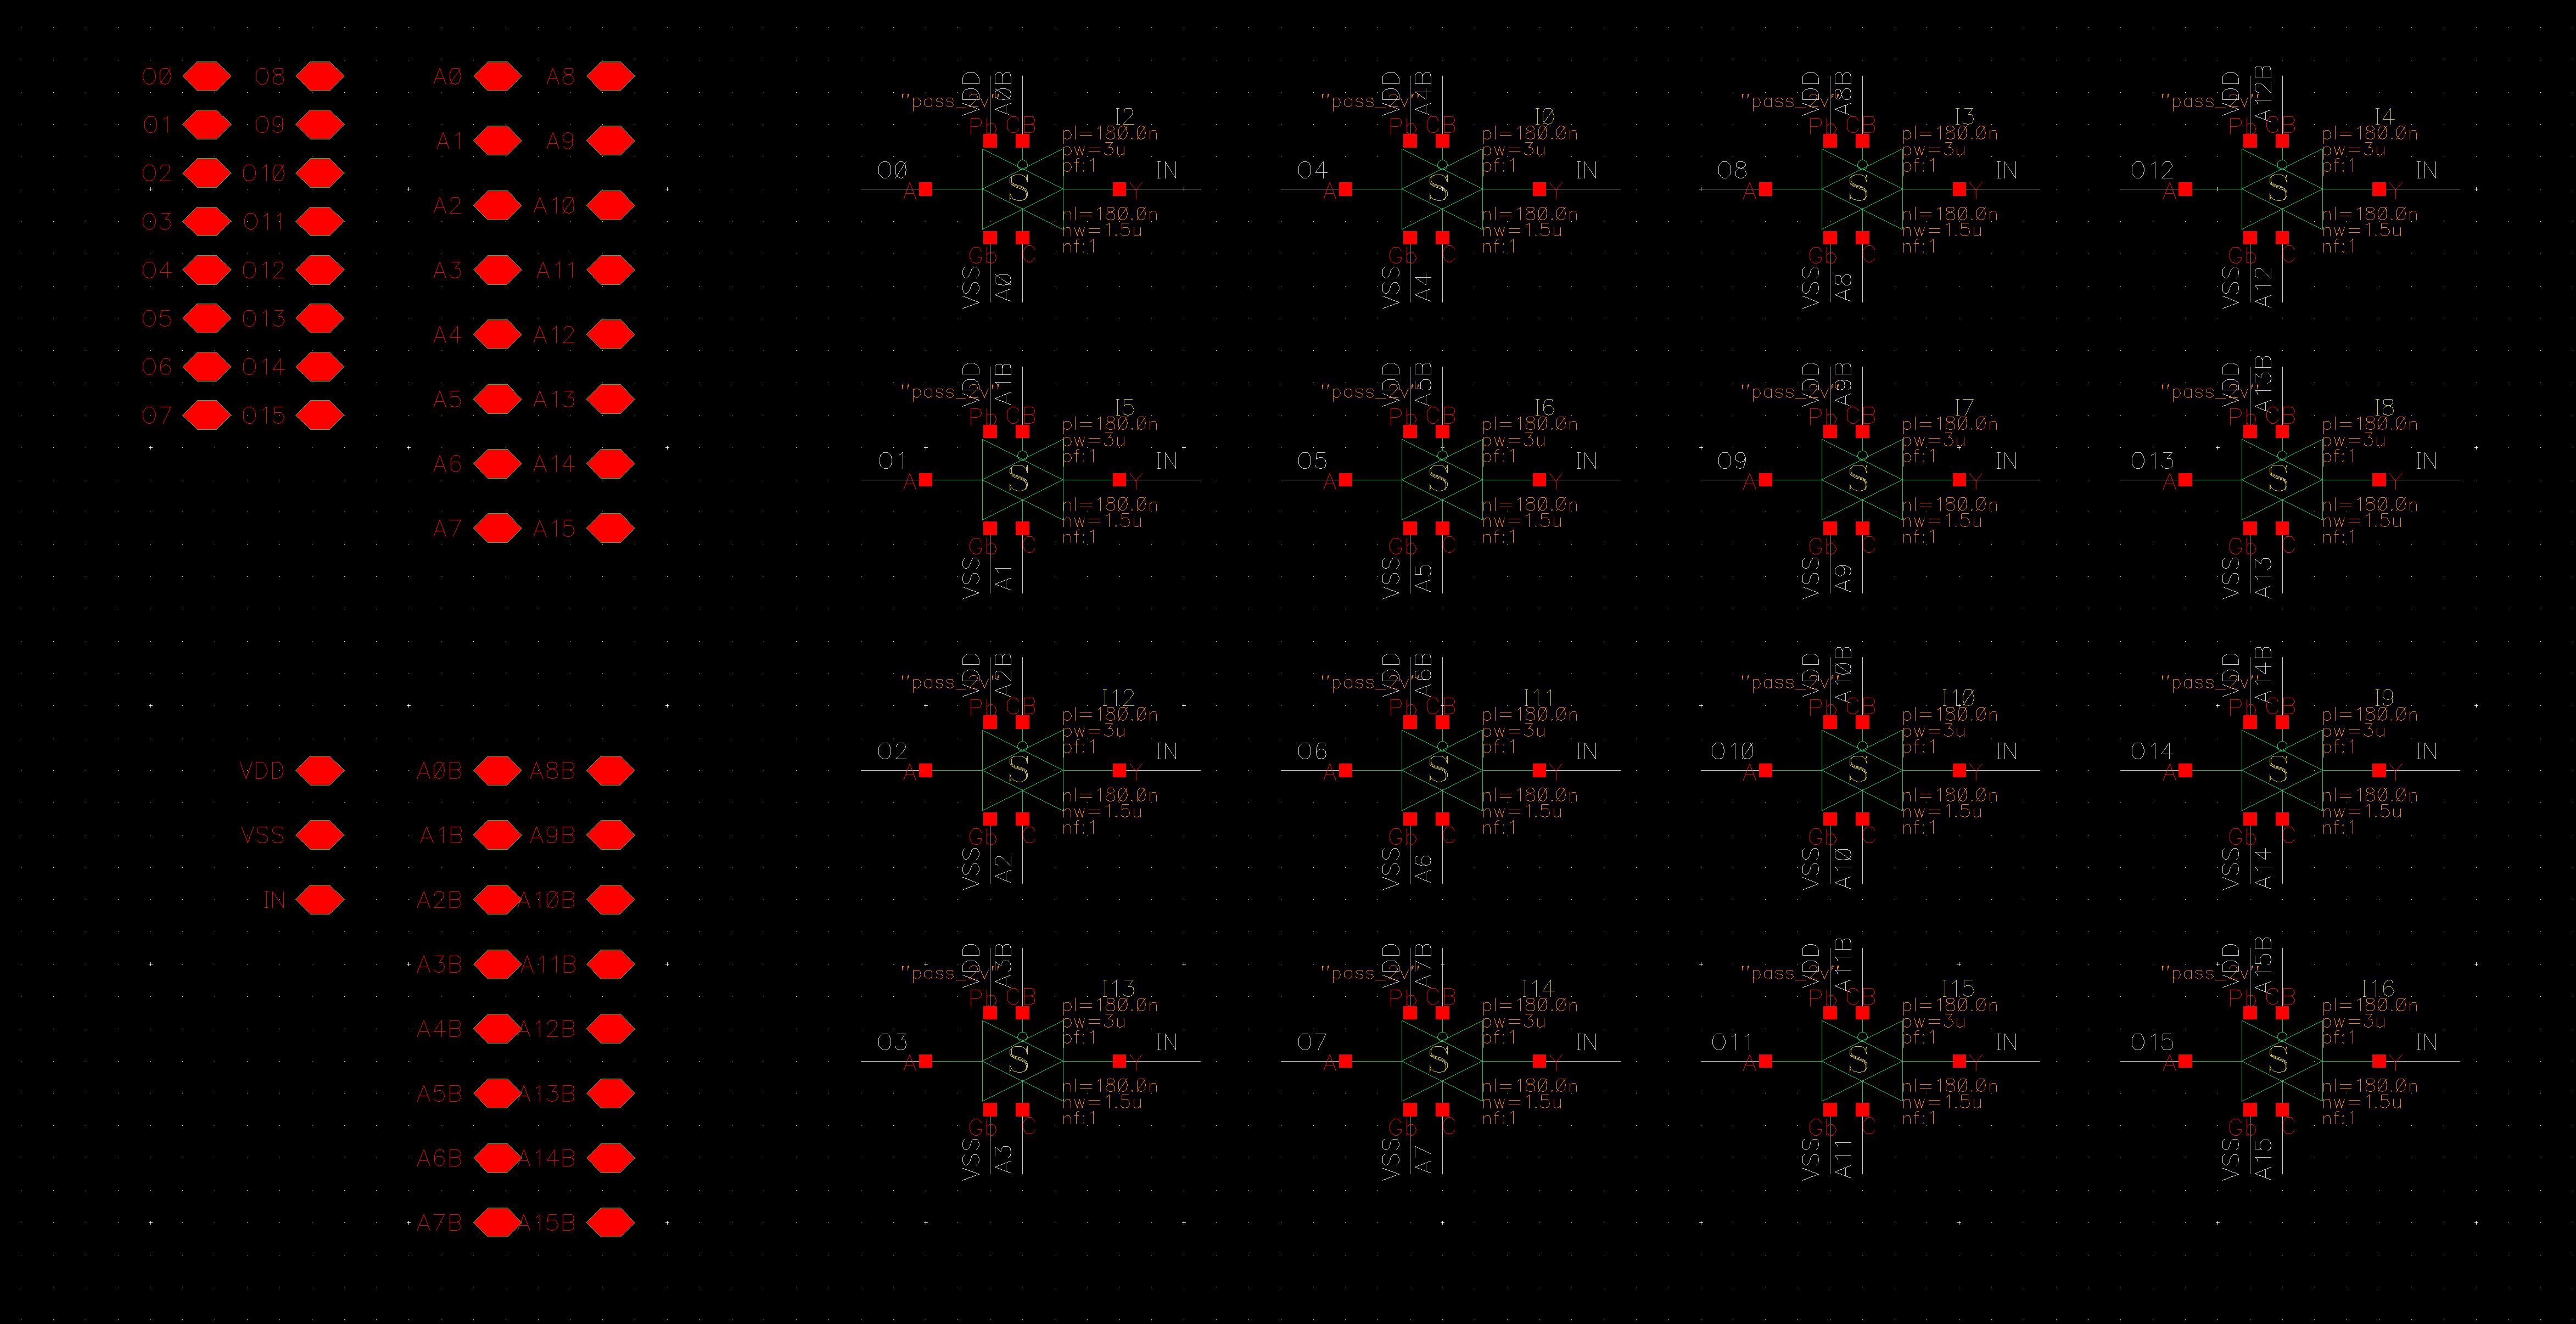 O0 O8 A0 A8
O1 O9 A1 A9
O2 O10 A2 A10
O3 O11 A3 A11
O4 O12 A4 A12
O5 O13 A5 A13
O6 O14 A6 A14
O7 O15 A7 A15
VDD A0B A8B
VSS A1B A9B
IN A2B A10B
A3B A11B
A4B A12B
A5B A13B
A6B A14B
A7B A15B
"pass_2v" VDD A0B I2
Pb CB pl=180.0n
pw=3u
pf:1
O0 A S Y IN
nl=180.0n
nw=1.5u
nf:1
Gb C
VSS A0
"pass_2v" VDD A4B I0
Pb CB pl=180.0n
pw=3u
pf:1
O4 A S Y IN
nl=180.0n
nw=1.5u
nf:1
Gb C
VSS A4
"pass_2v" VDD A8B I3
Pb CB pl=180.0n
pw=3u
pf:1
O8 A S Y IN
nl=180.0n
nw=1.5u
nf:1
Gb C
VSS A8
"pass_2v" VDD A12B I4
Pb CB pl=180.0n
pw=3u
pf:1
O12 A S Y IN
nl=180.0n
nw=1.5u
nf:1
Gb C
VSS A12
"pass_2v" VDD A1B I5
Pb CB pl=180.0n
pw=3u
pf:1
O1 A S Y IN
nl=180.0n
nw=1.5u
nf:1
Gb C
VSS A1
"pass_2v" VDD A5B I6
Pb CB pl=180.0n
pw=3u
pf:1
O5 A S Y IN
nl=180.0n
nw=1.5u
nf:1
Gb C
VSS A5
"pass_2v" VDD A9B I7
Pb CB pl=180.0n
pw=3u
pf:1
O9 A S Y IN
nl=180.0n
nw=1.5u
nf:1
Gb C
VSS A9
"pass_2v" VDD A13B I8
Pb CB pl=180.0n
pw=3u
pf:1
O13 A S Y IN
nl=180.0n
nw=1.5u
nf:1
Gb C
VSS A13
"pass_2v" VDD A2B I12
Pb CB pl=180.0n
pw=3u
pf:1
O2 A S Y IN
nl=180.0n
nw=1.5u
nf:1
Gb C
VSS A2
"pass_2v" VDD A6B I11
Pb CB pl=180.0n
pw=3u
pf:1
O6 A S Y IN
nl=180.0n
nw=1.5u
nf:1
Gb C
VSS A6
"pass_2v" VDD A10B I10
Pb CB pl=180.0n
pw=3u
pf:1
O10 A S Y IN
nl=180.0n
nw=1.5u
nf:1
Gb C
VSS A10
"pass_2v" VDD A14B I9
Pb CB pl=180.0n
pw=3u
pf:1
O14 A S Y IN
nl=180.0n
nw=1.5u
nf:1
Gb C
VSS A14
"pass_2v" VDD A3B I13
Pb CB pl=180.0n
pw=3u
pf:1
O3 A S Y IN
nl=180.0n
nw=1.5u
nf:1
Gb C
VSS A3
"pass_2v" VDD A7B I14
Pb CB pl=180.0n
pw=3u
pf:1
O7 A S Y IN
nl=180.0n
nw=1.5u
nf:1
Gb C
VSS A7
"pass_2v" VDD A11B I15
Pb CB pl=180.0n
pw=3u
pf:1
O11 A S Y IN
nl=180.0n
nw=1.5u
nf:1
Gb C
VSS A11
"pass_2v" VDD A15B I16
Pb CB pl=180.0n
pw=3u
pf:1
O15 A S Y IN
nl=180.0n
nw=1.5u
nf:1
Gb C
VSS A15